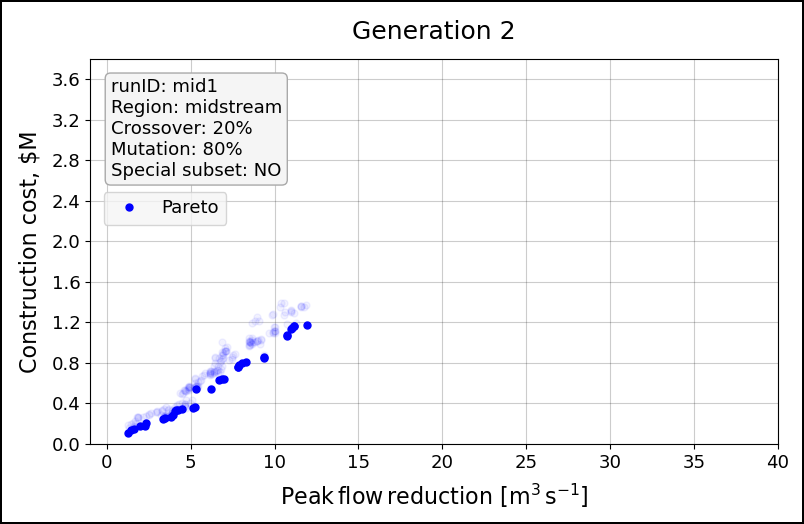 Generation 2
Construction cost, $M
3.6
3.2
2.8
2.4
2.0
1.6
1.2
0.8
0.4
0.0
runID: mid1
Region: midstream
Crossover: 20%
Mutation: 80%
Special subset: NO
Pareto
0 5 10 15 20 25 30 35 40
Peak flow reduction [m³ s⁻¹]